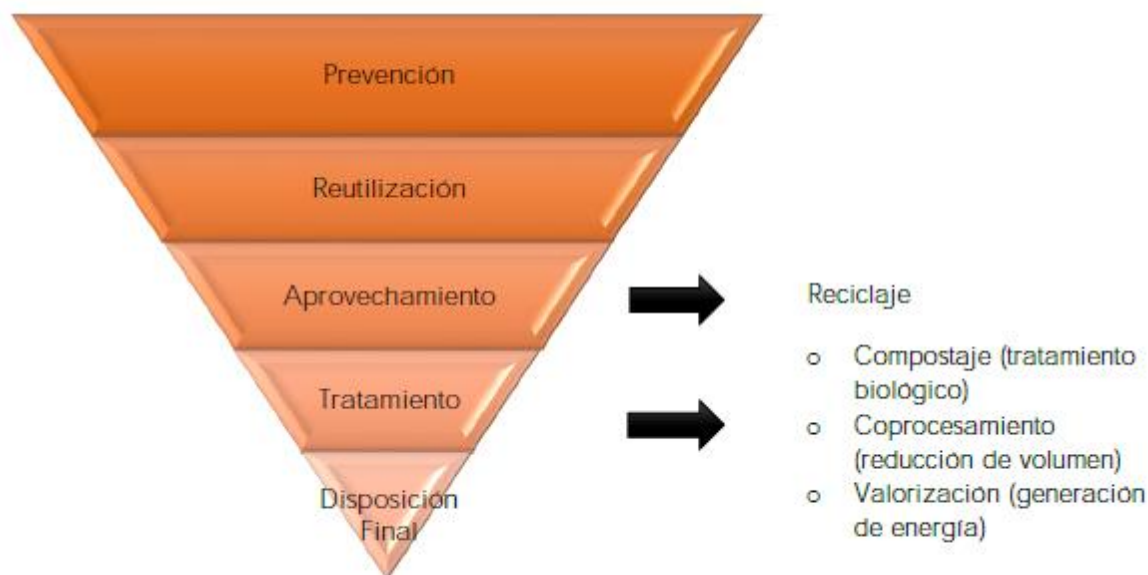 Prevención
Reutilización
Aprovechamiento
Tratamiento
Disposición
Final
Reciclaje
o Compostaje (tratamiento
biológico)
o Coprocesamiento
(reducción de volumen)
o Valorización (generación
de energía)